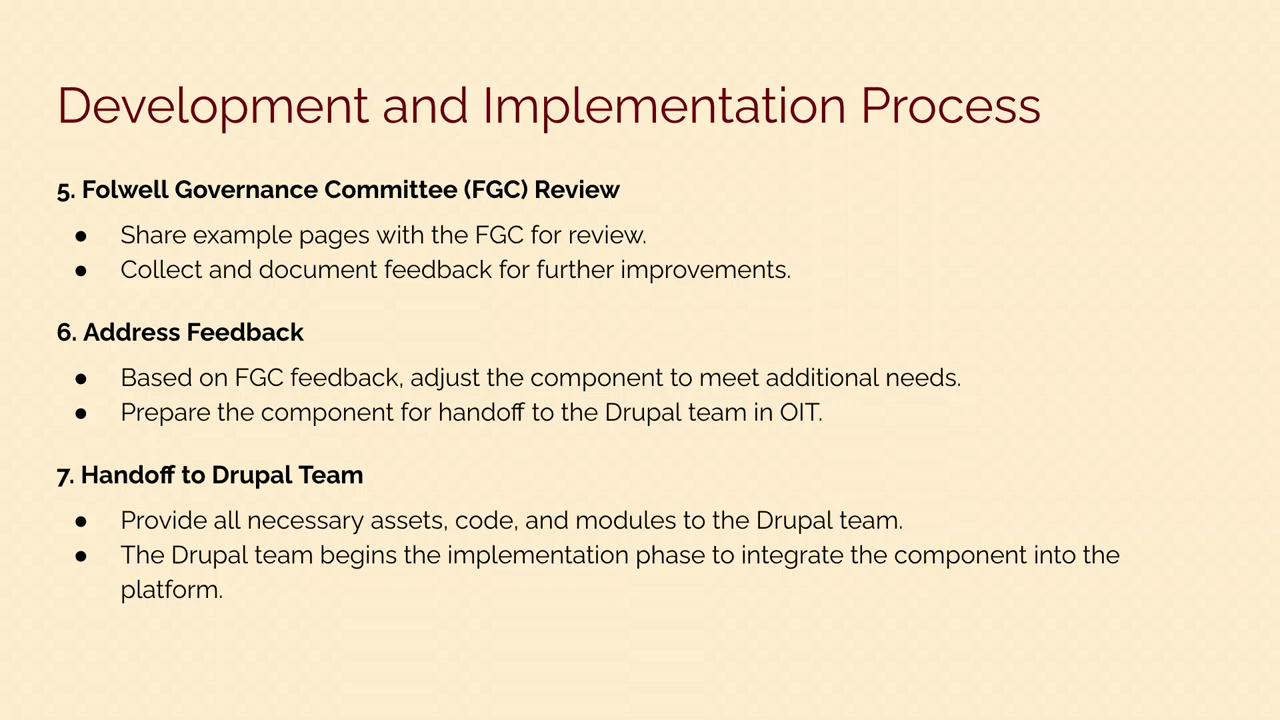 Development and Implementation Process
5. Folwell Governance Committee (FGC) Review
● Share example pages with the FGC for review.
● Collect and document feedback for further improvements.
6. Address Feedback
● Based on FGC feedback, adjust the component to meet additional needs.
● Prepare the component for handoff to the Drupal team in OIT.
7. Handoff to Drupal Team
● Provide all necessary assets, code, and modules to the Drupal team.
● The Drupal team begins the implementation phase to integrate the component into the
platform.